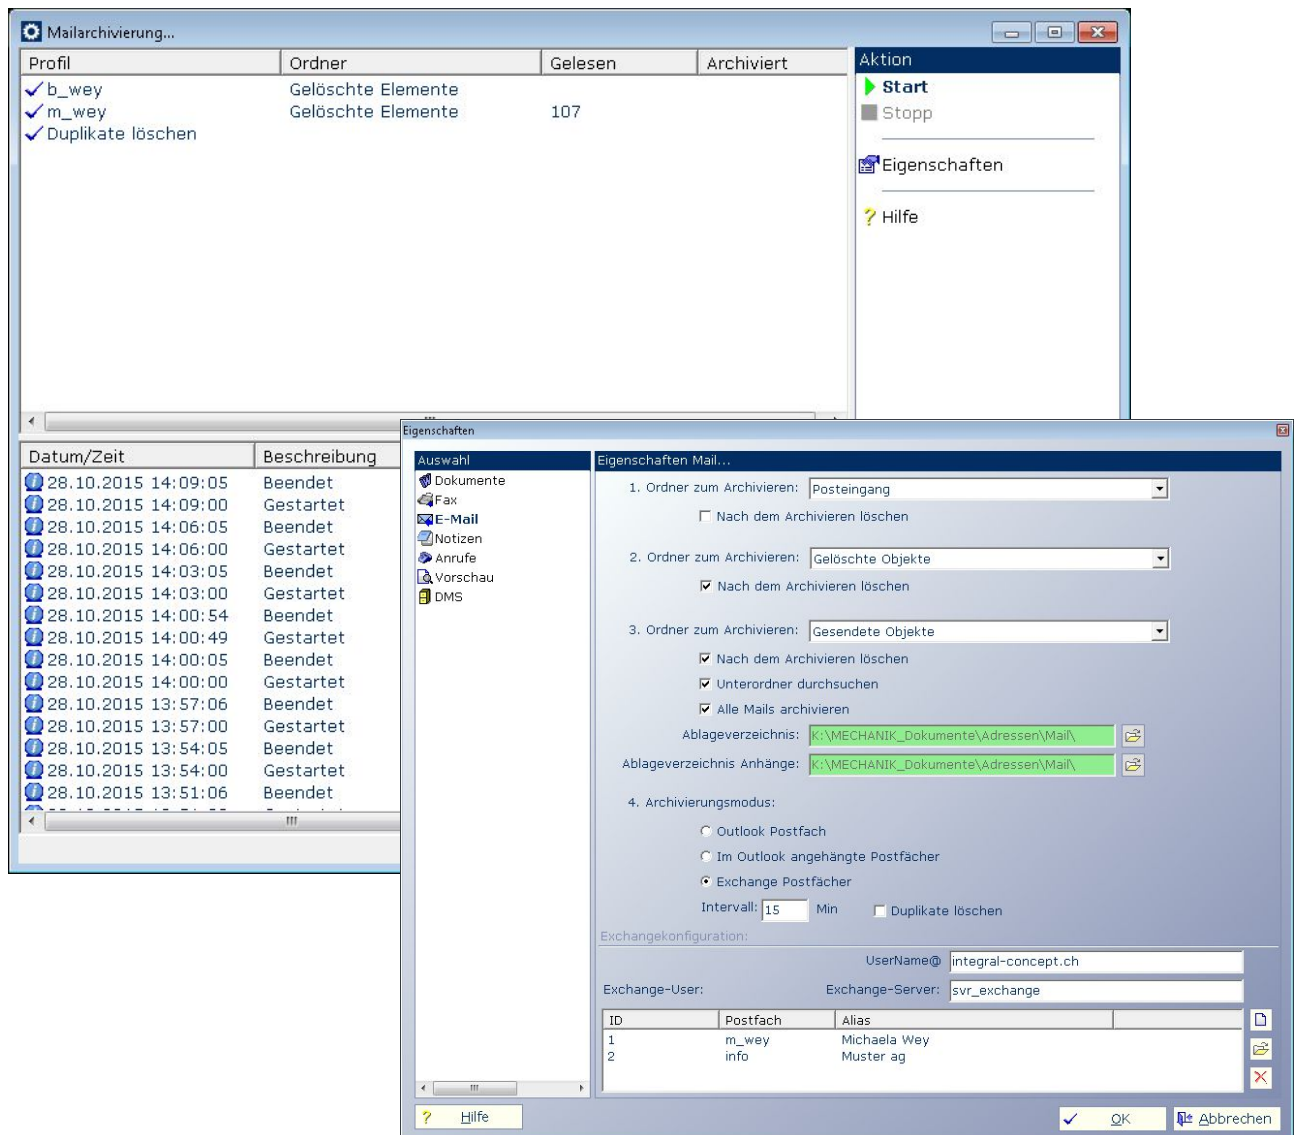 Mailarchivierung...
Profil Ordner Gelesen Archiviert
b_wey Gelöschte Elemente
m_wey Gelöschte Elemente 107
Duplikate löschen
Aktion
Start
Stopp
Eigenschaften
? Hilfe
Datum/Zeit Beschreibung
28.10.2015 14:09:05 Beendet
28.10.2015 14:09:00 Gestartet
28.10.2015 14:06:05 Beendet
28.10.2015 14:06:00 Gestartet
28.10.2015 14:03:05 Beendet
28.10.2015 14:03:00 Gestartet
28.10.2015 14:00:54 Beendet
28.10.2015 14:00:49 Gestartet
28.10.2015 14:00:05 Beendet
28.10.2015 14:00:00 Gestartet
28.10.2015 13:57:06 Beendet
28.10.2015 13:57:00 Gestartet
28.10.2015 13:54:05 Beendet
28.10.2015 13:54:00 Gestartet
28.10.2015 13:51:06 Beendet
Eigenschaften
Auswahl
Dokumente
Fax
E-Mail
Notizen
Anrufe
Vorschau
DMS
Eigenschaften Mail...
1. Ordner zum Archivieren: Posteingang
Nach dem Archivieren löschen
2. Ordner zum Archivieren: Gelöschte Objekte
Nach dem Archivieren löschen
3. Ordner zum Archivieren: Gesendete Objekte
Nach dem Archivieren löschen
Unterordner durchsuchen
Alle Mails archivieren
Ablageverzeichnis: K:\MECHANIK_Dokumente\Adressen\Mail\
Ablageverzeichnis Anhänge: K:\MECHANIK_Dokumente\Adressen\Mail\
4. Archivierungsmodus:
Outlook Postfach
Im Outlook angehängte Postfächer
Exchange Postfächer
Intervall: 15 Min Duplikate löschen
Exchangekonfiguration:
UserName@ integral-concept.ch
Exchange-User: Exchange-Server: svr_exchange
ID Postfach Alias
1 m_wey Michaela Wey
2 info Muster ag
? Hilfe
OK
Abbrechen